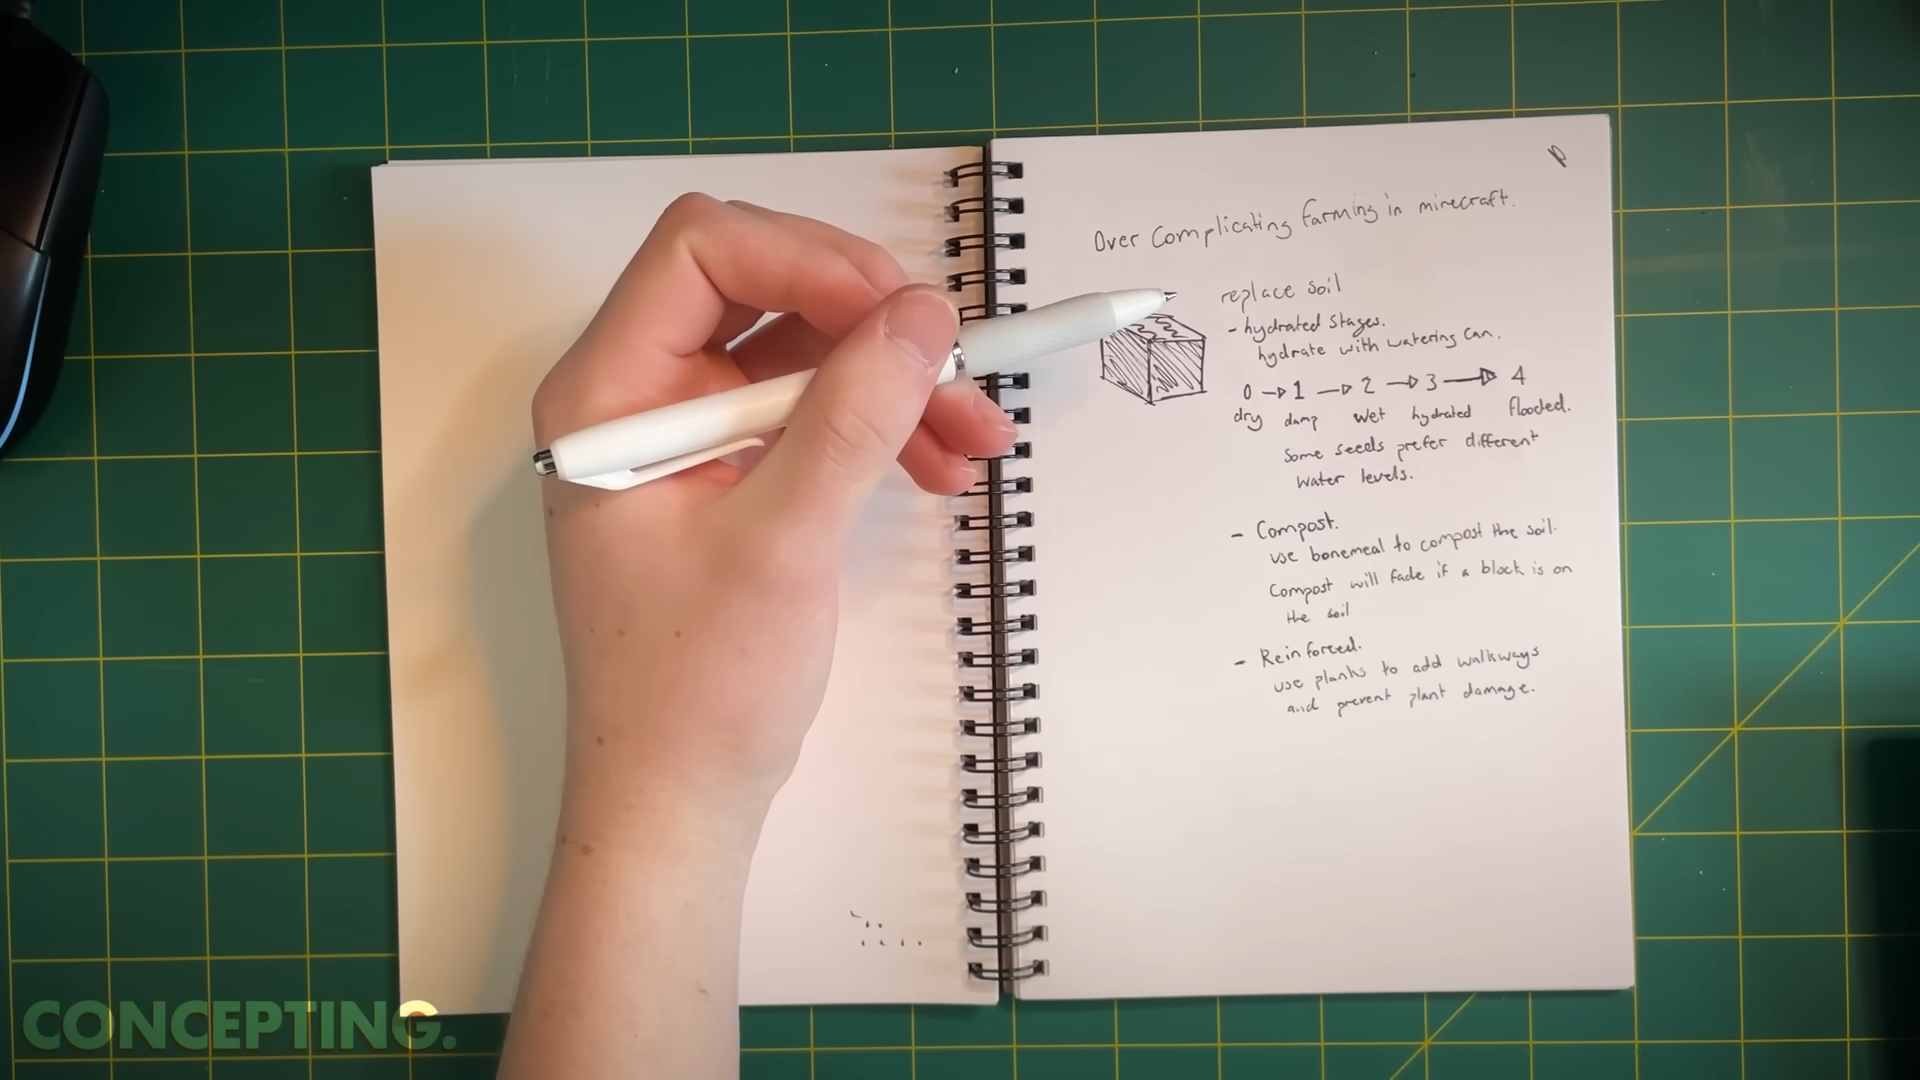 Over Complicating farming in minecraft.
replace soil
- hydrated stages.
hydrate with watering can.
0 → 1 → 2 → 3 → 4
dry damp wet hydrated flooded.
Some seeds prefer different
water levels.
- Compost.
use bonemeal to compost the soil.
Compost will fade if a block is on
the soil
- Reinforced.
use planks to add walkways
and prevent plant damage.
CONCEPTING.